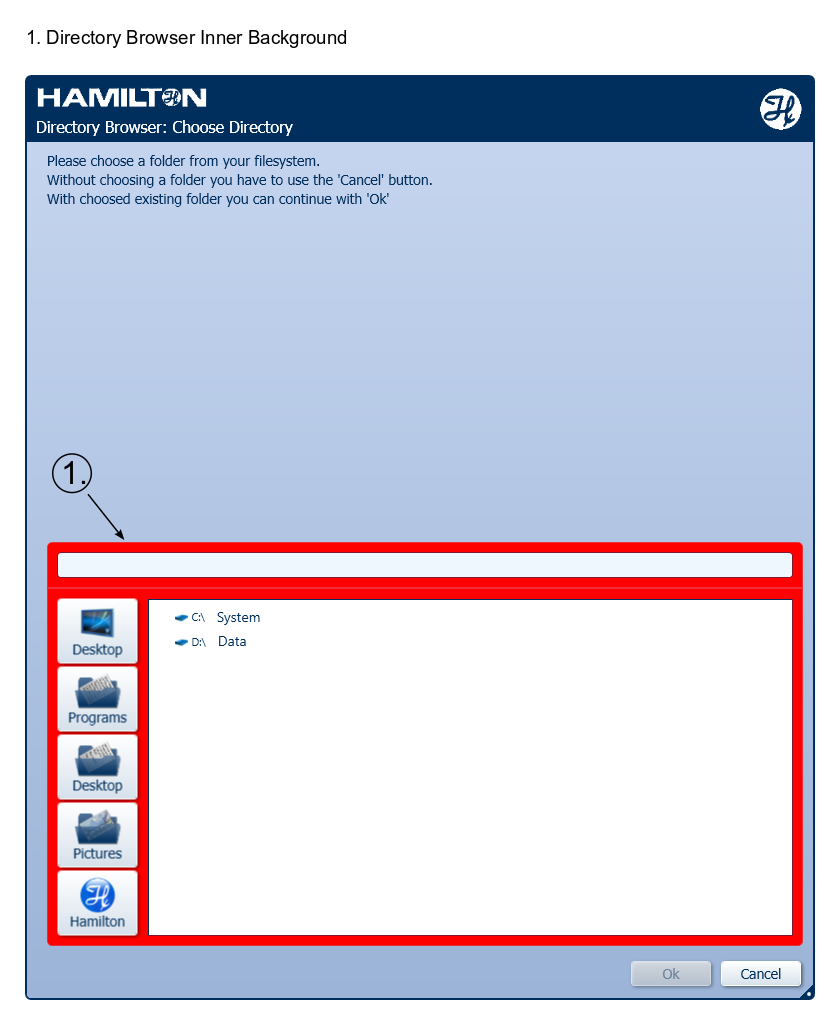 1. Directory Browser Inner Background
HAMILTON
Directory Browser: Choose Directory
Please choose a folder from your filesystem.
Without choosing a folder you have to use the 'Cancel' button.
With choosed existing folder you can continue with 'Ok'
1.
C:\ System
D:\ Data
Desktop
Programs
Desktop
Pictures
Hamilton
Ok
Cancel